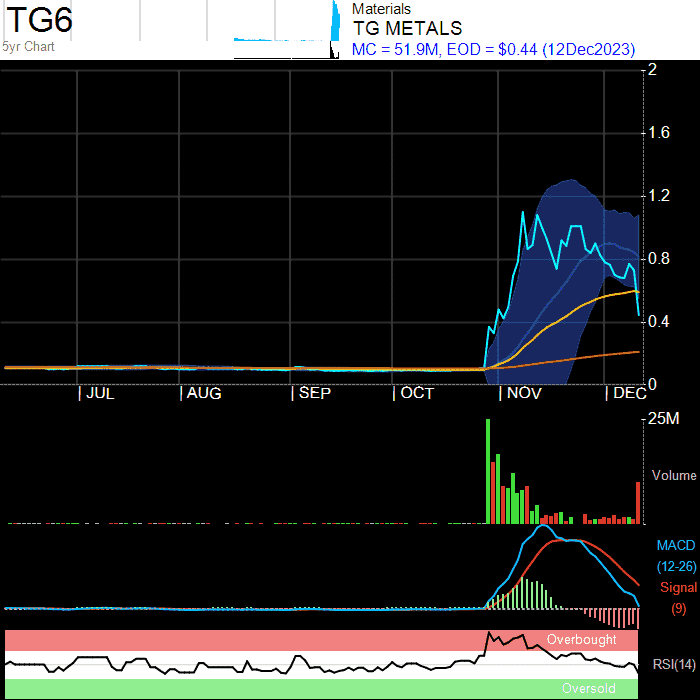 TG6
5yr Chart
Materials
TG METALS
MC = 51.9M, EOD = $0.44 (12Dec2023)
2
1.6
1.2
0.8
0.4
0
JUL
AUG
SEP
OCT
NOV
DEC
25M
Volume
MACD
(12-26)
Signal
(9)
Overbought
RSI(14)
Oversold